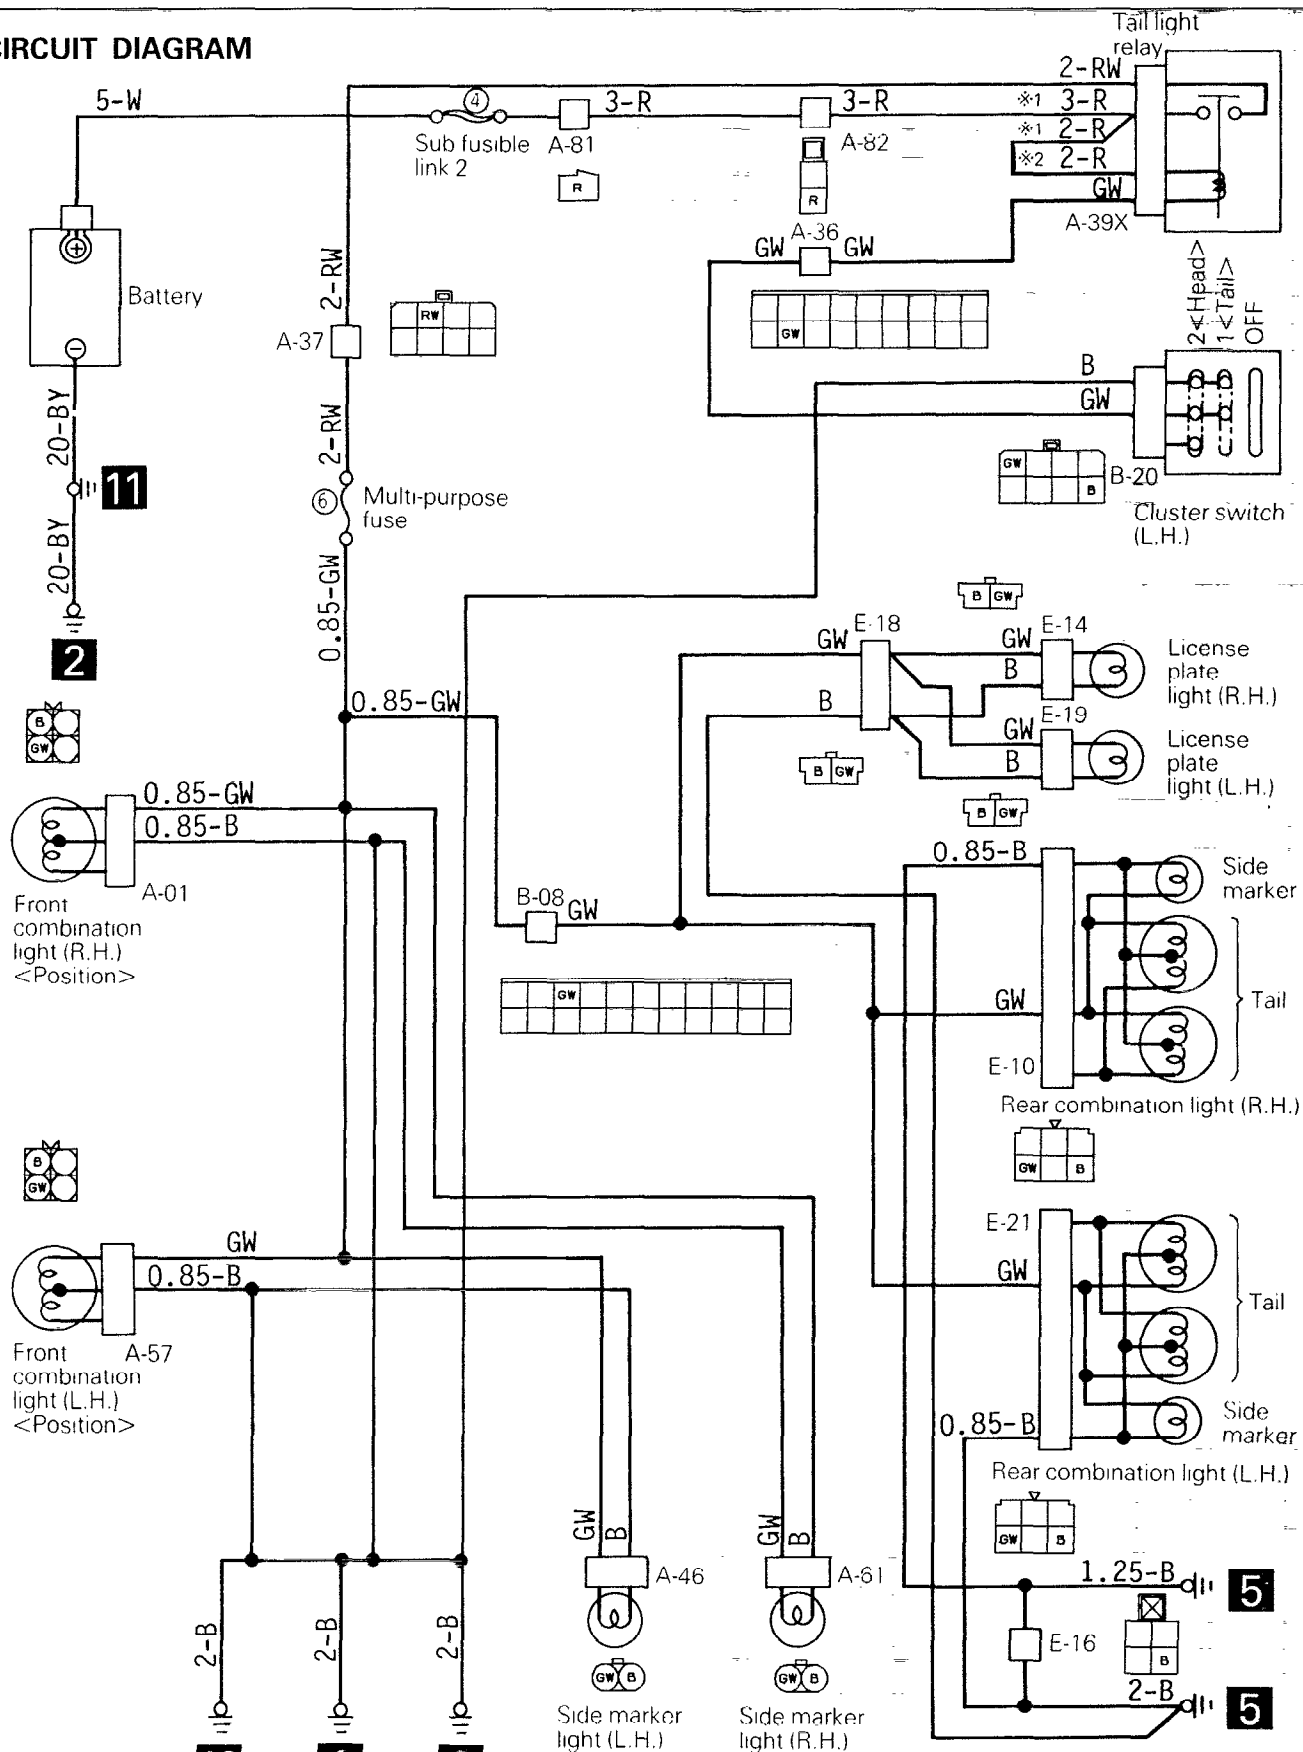 CIRCUIT DIAGRAM
Tail light
relay
5-W
④
3-R
3-R
2-RW
※1 3-R
※1 2-R
※2 2-R
GW
Sub fusible
link 2
A-81
A-82
R
R
A-39X
A-36
GW
GW
GW
Battery
2-RW
A-37
RW
2<Head>
1<Tail>
OFF
B
GW
GW
B
B-20
Cluster switch
(L.H.)
20-BY
11
20-BY
2
2-RW
⑥
Multi-purpose
fuse
0.85-GW
0.85-GW
B GW
E-18
E-14
GW
GW
B
B
License
plate
light (R.H.)
E-19
GW
B
License
plate
light (L.H.)
B GW
B GW
B
GW
0.85-GW
0.85-B
A-01
Front
combination
light (R.H.)
<Position>
B-08
GW
GW
0.85-B
Side
marker
Tail
GW
E-10
Rear combination light (R.H.)
GW B
B
GW
GW
0.85-B
A-57
Front
combination
light (L.H.)
<Position>
E-21
GW
Tail
0.85-B
Side
marker
Rear combination light (L.H.)
GW B
GW
B
A-46
GW
B
A-61
GW B
GW B
Side marker
light (L.H.)
Side marker
light (R.H.)
2-B
2-B
2-B
1.25-B
5
E-16
B
2-B
5